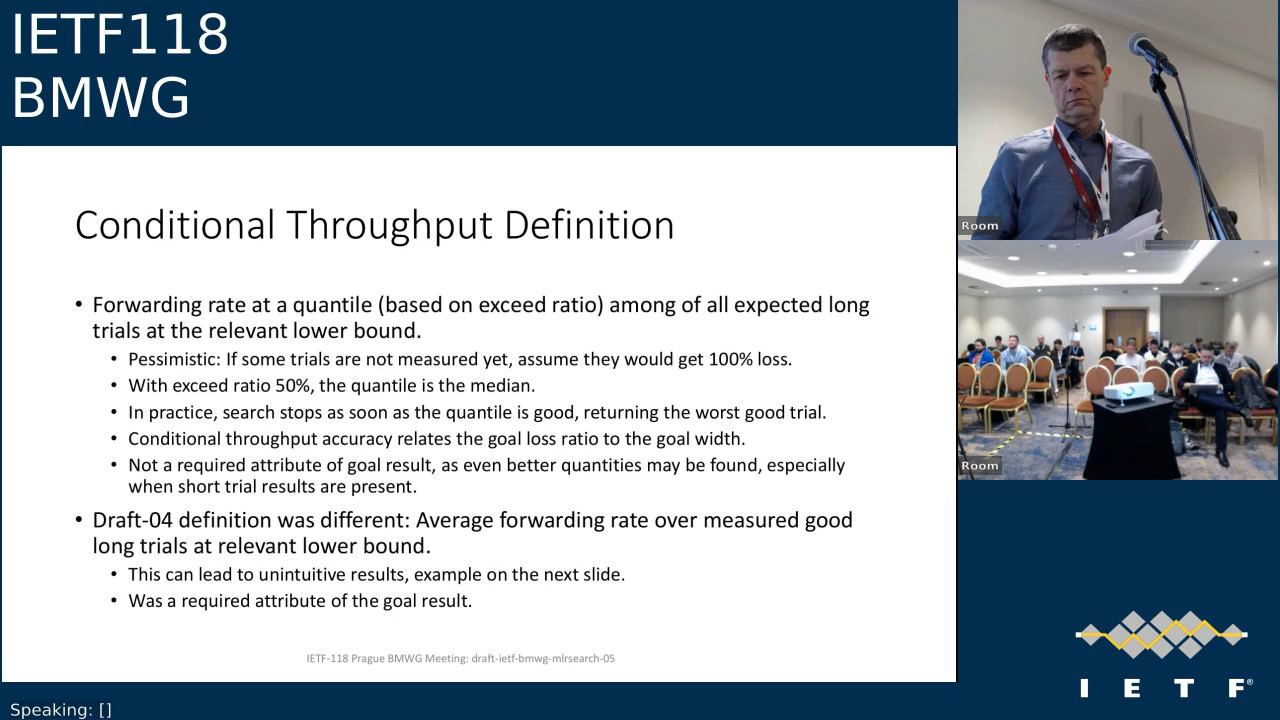 IETF118
BMWG
Conditional Throughput Definition
• Forwarding rate at a quantile (based on exceed ratio) among of all expected long
trials at the relevant lower bound.
• Pessimistic: If some trials are not measured yet, assume they would get 100% loss.
• With exceed ratio 50%, the quantile is the median.
• In practice, search stops as soon as the quantile is good, returning the worst good trial.
• Conditional throughput accuracy relates the goal loss ratio to the goal width.
• Not a required attribute of goal result, as even better quantities may be found, especially
when short trial results are present.
• Draft-04 definition was different: Average forwarding rate over measured good
long trials at relevant lower bound.
• This can lead to unintuitive results, example on the next slide.
• Was a required attribute of the goal result.
IETF-118 Prague BMWG Meeting: draft-ietf-bmwg-mlrsearch-05
Room
Room
I E T F®
Speaking: []